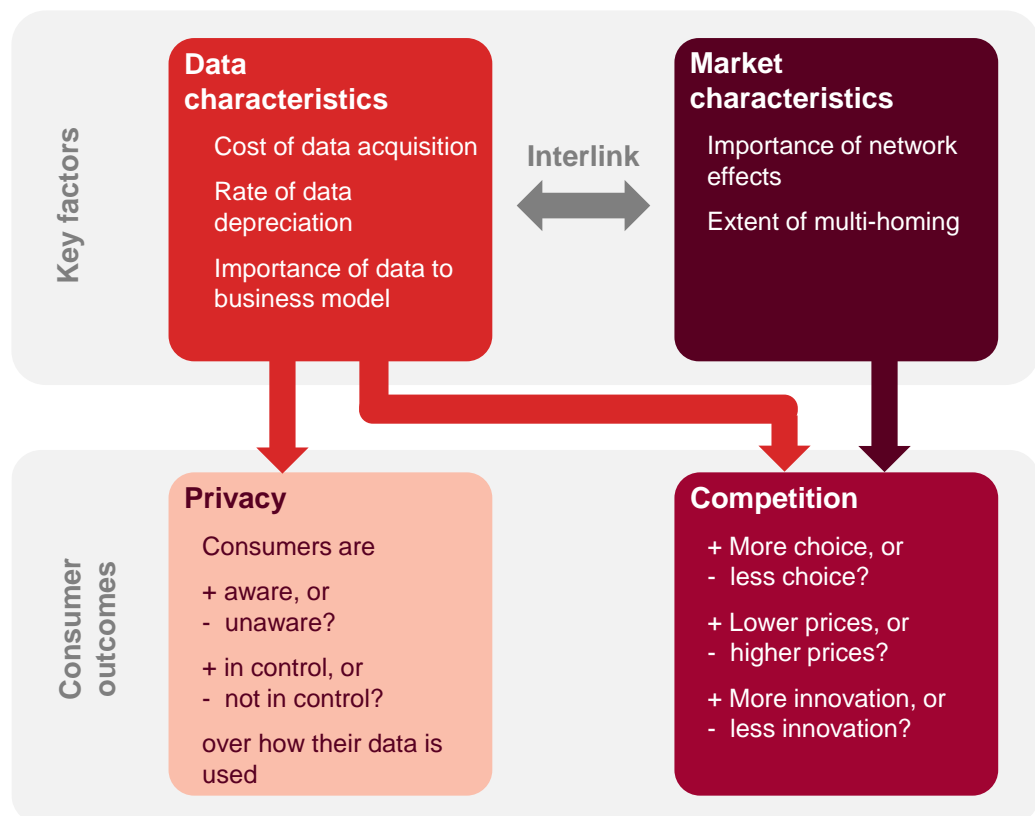 Key factors
Data
characteristics
Cost of data acquisition
Rate of data
depreciation
Importance of data to
business model
Interlink
Market
characteristics
Importance of network
effects
Extent of multi-homing
Consumer
outcomes
Privacy
Consumers are
+ aware, or
- unaware?
+ in control, or
- not in control?
over how their data is
used
Competition
+ More choice, or
- less choice?
+ Lower prices, or
- higher prices?
+ More innovation, or
- less innovation?